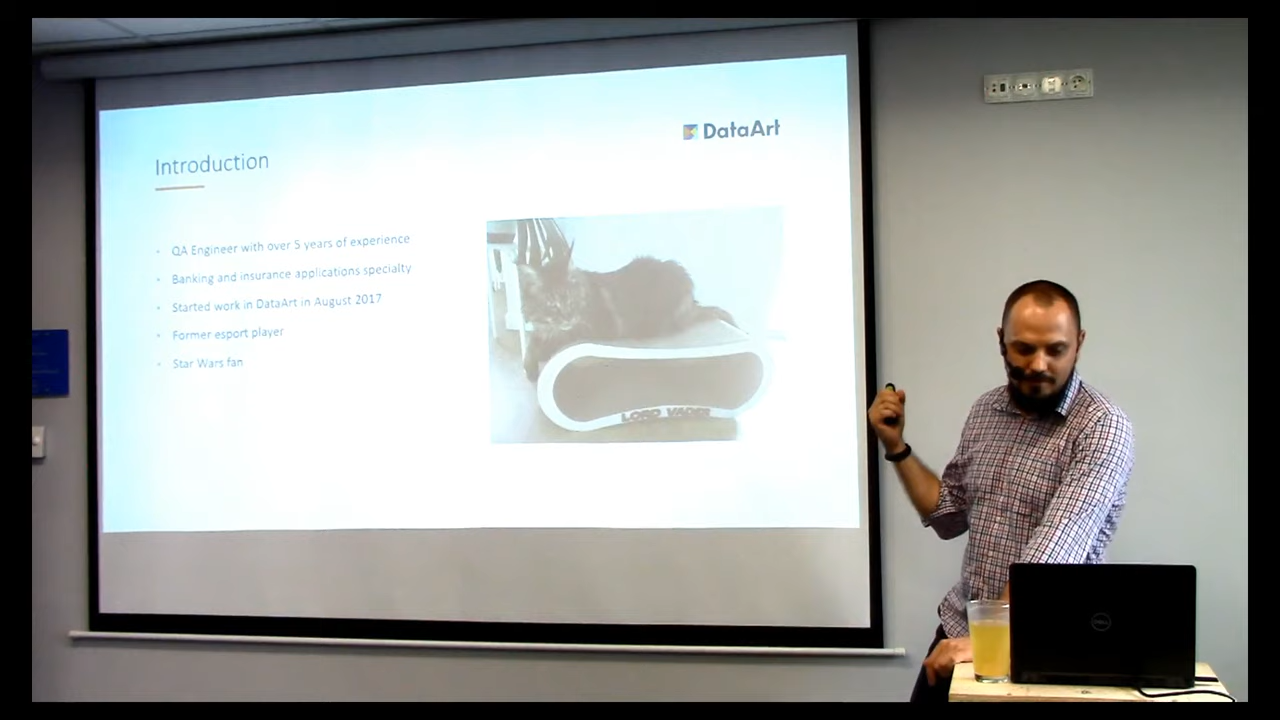 DataArt
Introduction
QA Engineer with over 5 years of experience
Banking and insurance applications specialty
Started work in DataArt in August 2017
Former esport player
Star Wars fan
LORD VADER
DELL